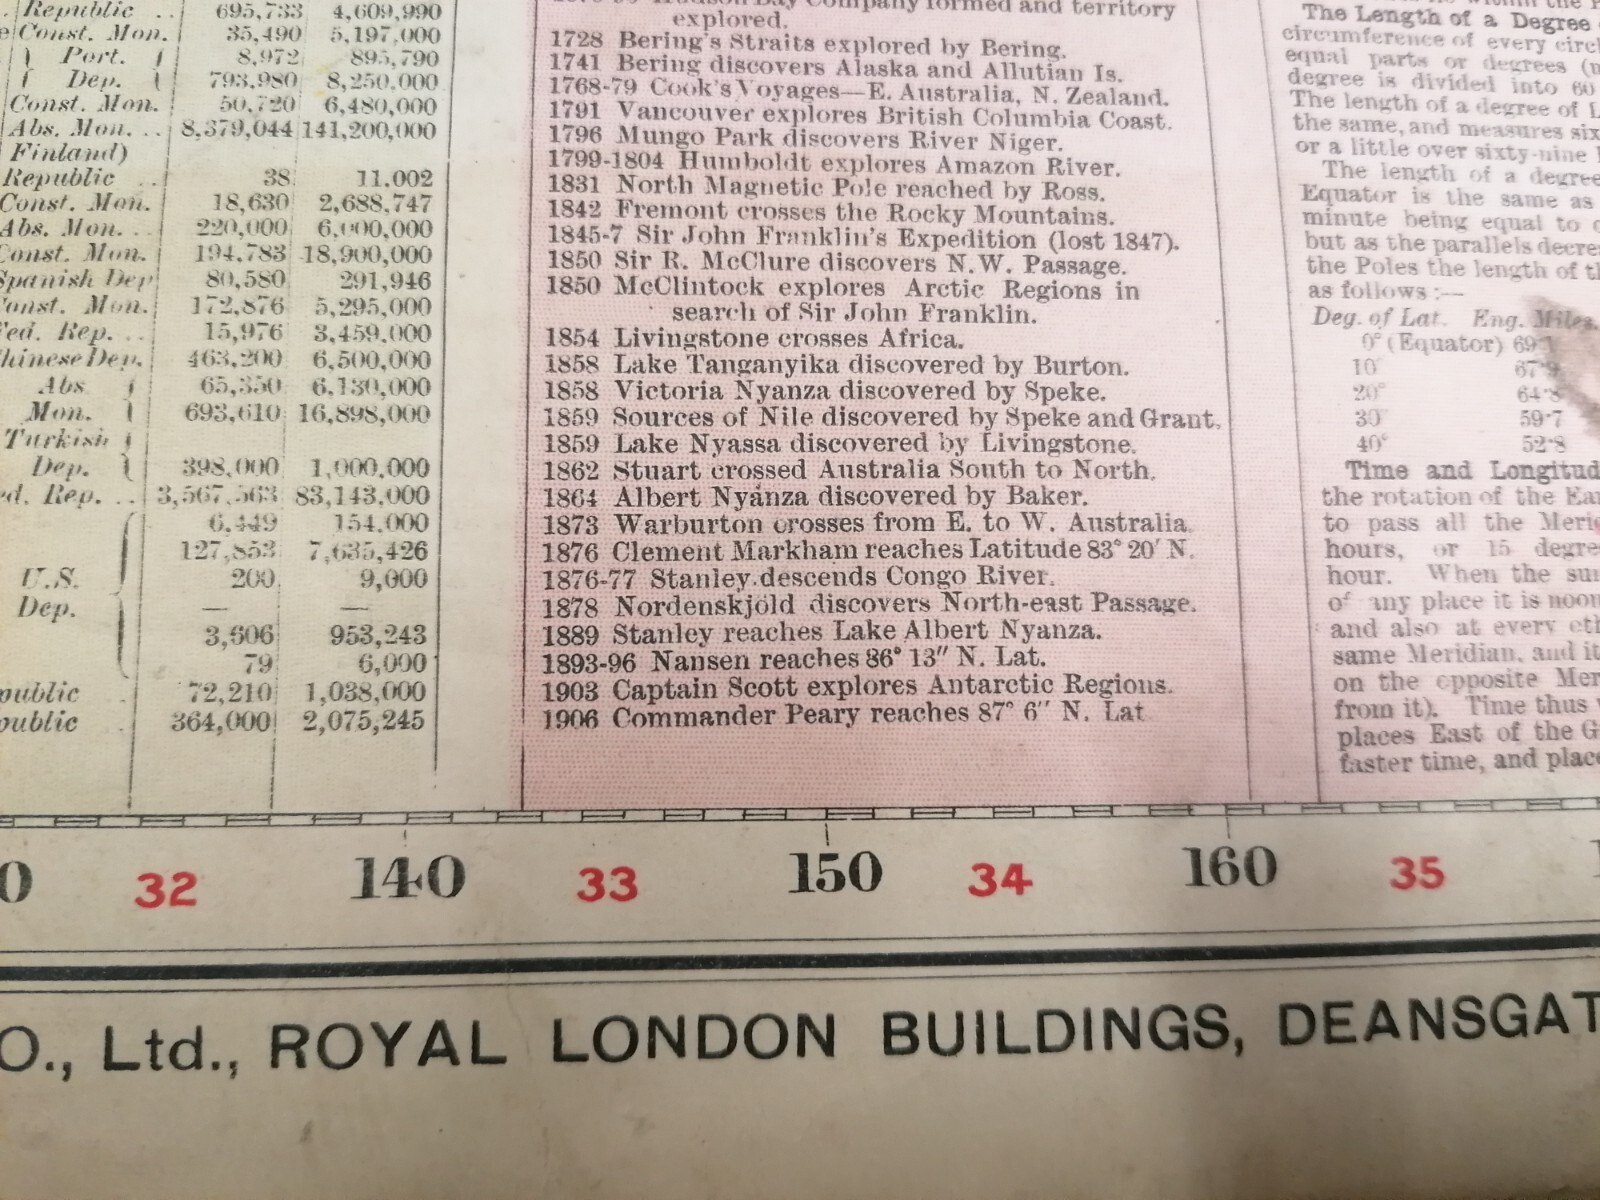 Republic .. 695,733 4,609,990
Const. Mon. 35,490 5,197,000
Port. 8,972 895,790
Dep. 793,980 8,250,000
Const. Mon. 50,720 6,480,000
Abs. Mon. .. 8,379,044 141,200,000
Finland)
Republic .. 38 11.002
Const. Mon. 18,630 2,688,747
Abs. Mon. .. 220,000 6,000,000
Const. Mon. 194,783 18,900,000
Spanish Dep 80,580 291,946
Const. Mon. 172,876 5,295,000
Fed. Rep. .. 15,976 3,459,000
Chinese Dep. 463,200 6,500,000
Abs 65,350 6,130,000
Mon. 693,610 16,898,000
Turkish
Dep. 398,000 1,000,000
Rep. .. 3,567,563 83,143,000
6,449 154,000
127,853 7,635,426
U.S. 200 9,000
Dep. — —
3,606 953,243
79 6,000
public . 72,210 1,038,000
public . 364,000 2,075,245
Company formed and territory
explored.
1728 Bering's Straits explored by Bering.
1741 Bering discovers Alaska and Allutian Is.
1768-79 Cook's Voyages—E. Australia, N. Zealand.
1791 Vancouver explores British Columbia Coast.
1796 Mungo Park discovers River Niger.
1799-1804 Humboldt explores Amazon River.
1831 North Magnetic Pole reached by Ross.
1842 Fremont crosses the Rocky Mountains.
1845-7 Sir John Franklin's Expedition (lost 1847).
1850 Sir R. McClure discovers N.W. Passage.
1850 McClintock explores Arctic Regions in
search of Sir John Franklin.
1854 Livingstone crosses Africa.
1858 Lake Tanganyika discovered by Burton.
1858 Victoria Nyanza discovered by Speke.
1859 Sources of Nile discovered by Speke and Grant.
1859 Lake Nyassa discovered by Livingstone.
1862 Stuart crossed Australia South to North.
1864 Albert Nyanza discovered by Baker.
1873 Warburton crosses from E. to W. Australia
1876 Clement Markham reaches Latitude 83° 20′ N.
1876-77 Stanley descends Congo River.
1878 Nordenskjöld discovers North-east Passage.
1889 Stanley reaches Lake Albert Nyanza.
1893-96 Nansen reaches 86° 13″ N. Lat.
1903 Captain Scott explores Antarctic Regions.
1906 Commander Peary reaches 87° 6″ N. Lat
The Length of a Degree
circumference of every circ
equal parts or degrees
degree is divided into 60
The length of a degree of L
the same, and measures six
or a little over sixty-nine
The length of a degree
Equator is the same as
minute being equal to
but as the parallels decre
the Poles the length of th
as follows :—
Deg. of Lat. Eng. Miles.
0° (Equator) 69
10 67·9
20° 64·8
30 59·7
40° 52·8
Time and Longitud
the rotation of the Ea
to pass all the Meri
hours, or 15 degre
hour. When the sun
of any place it is noon
and also at every oth
same Meridian, and it
on the opposite Mer
from it). Time thus
places East of the G
faster time, and plac
0 32 140 33 150 34 160 35
O., Ltd., ROYAL LONDON BUILDINGS, DEANSGAT